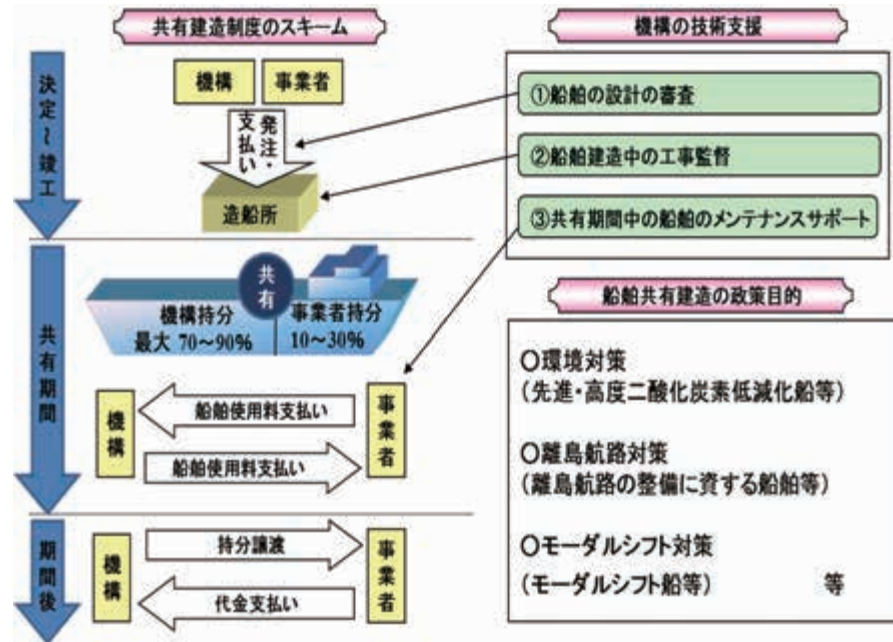 共有建造制度のスキーム
機構
事業者
決定～竣工
発注・
支払い
造船所
共有期間
共有
機構持分
最大 70～90%
事業者持分
10～30%
機構
船舶使用料支払い
船舶使用料支払い
事業者
期間後
機構
持分譲渡
代金支払い
事業者
機構の技術支援
①船舶の設計の審査
②船舶建造中の工事監督
③共有期間中の船舶のメンテナンスサポート
船舶共有建造の政策目的
○環境対策
(先進・高度二酸化炭素低減化船等)
○離島航路対策
(離島航路の整備に資する船舶等)
○モーダルシフト対策
(モーダルシフト船等) 等